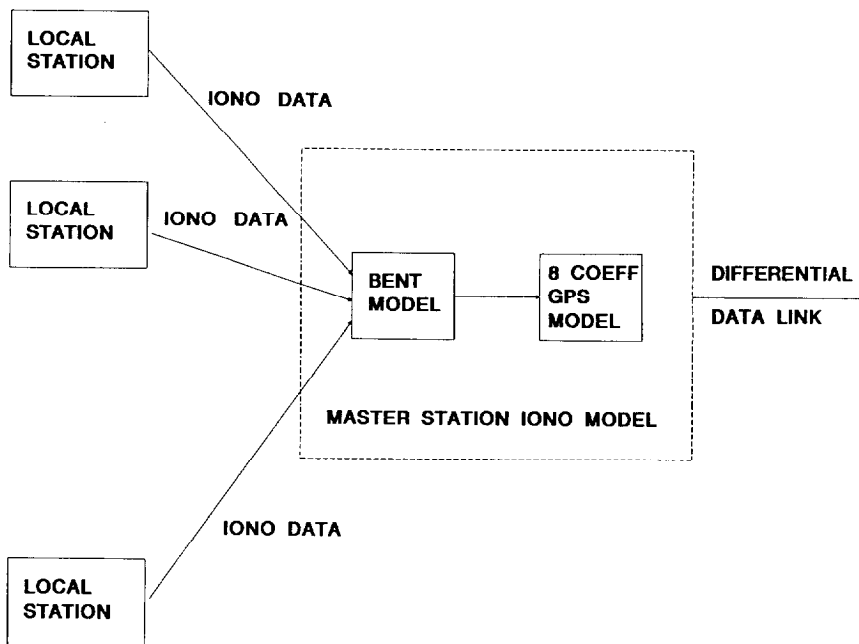 LOCAL
STATION
IONO DATA
LOCAL
STATION
IONO DATA
BENT
MODEL
8 COEFF
GPS
MODEL
DIFFERENTIAL
DATA LINK
MASTER STATION IONO MODEL
IONO DATA
LOCAL
STATION